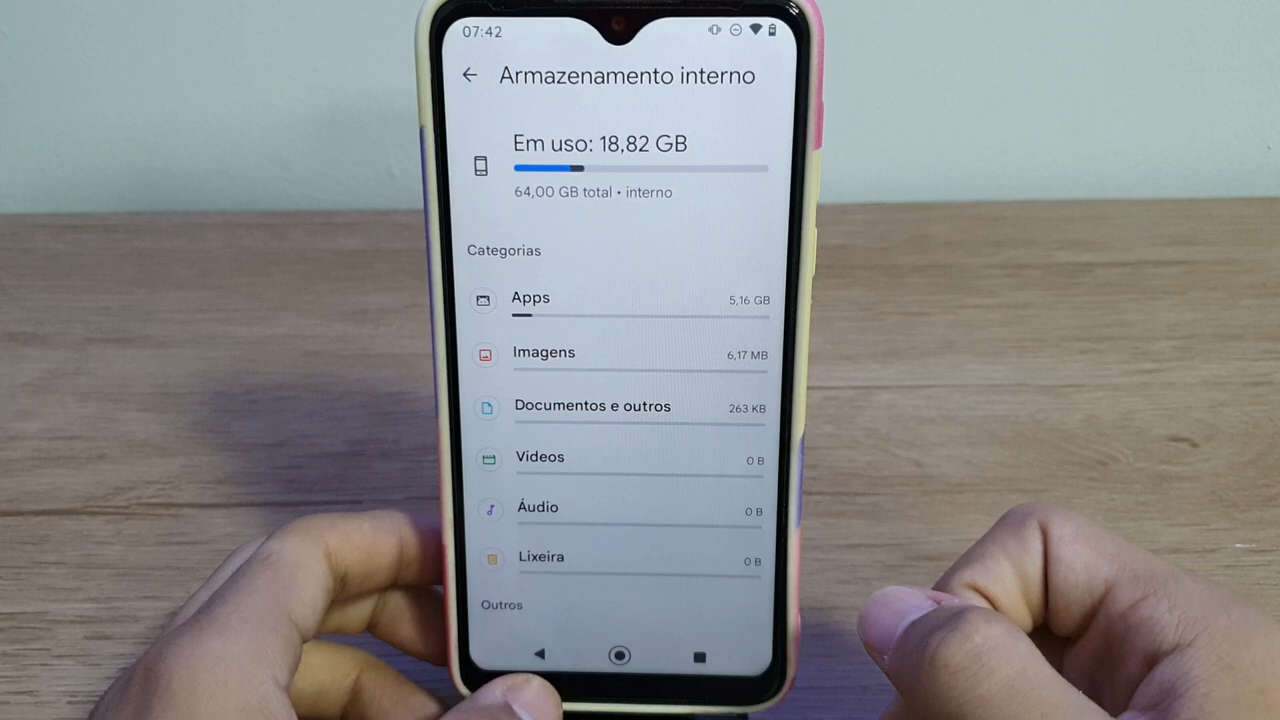 07:42
Armazenamento interno
Em uso: 18,82 GB
64,00 GB total • interno
Categorias
Apps 5,16 GB
Imagens 6,17 MB
Documentos e outros 263 KB
Vídeos 0 B
Áudio 0 B
Lixeira 0 B
Outros